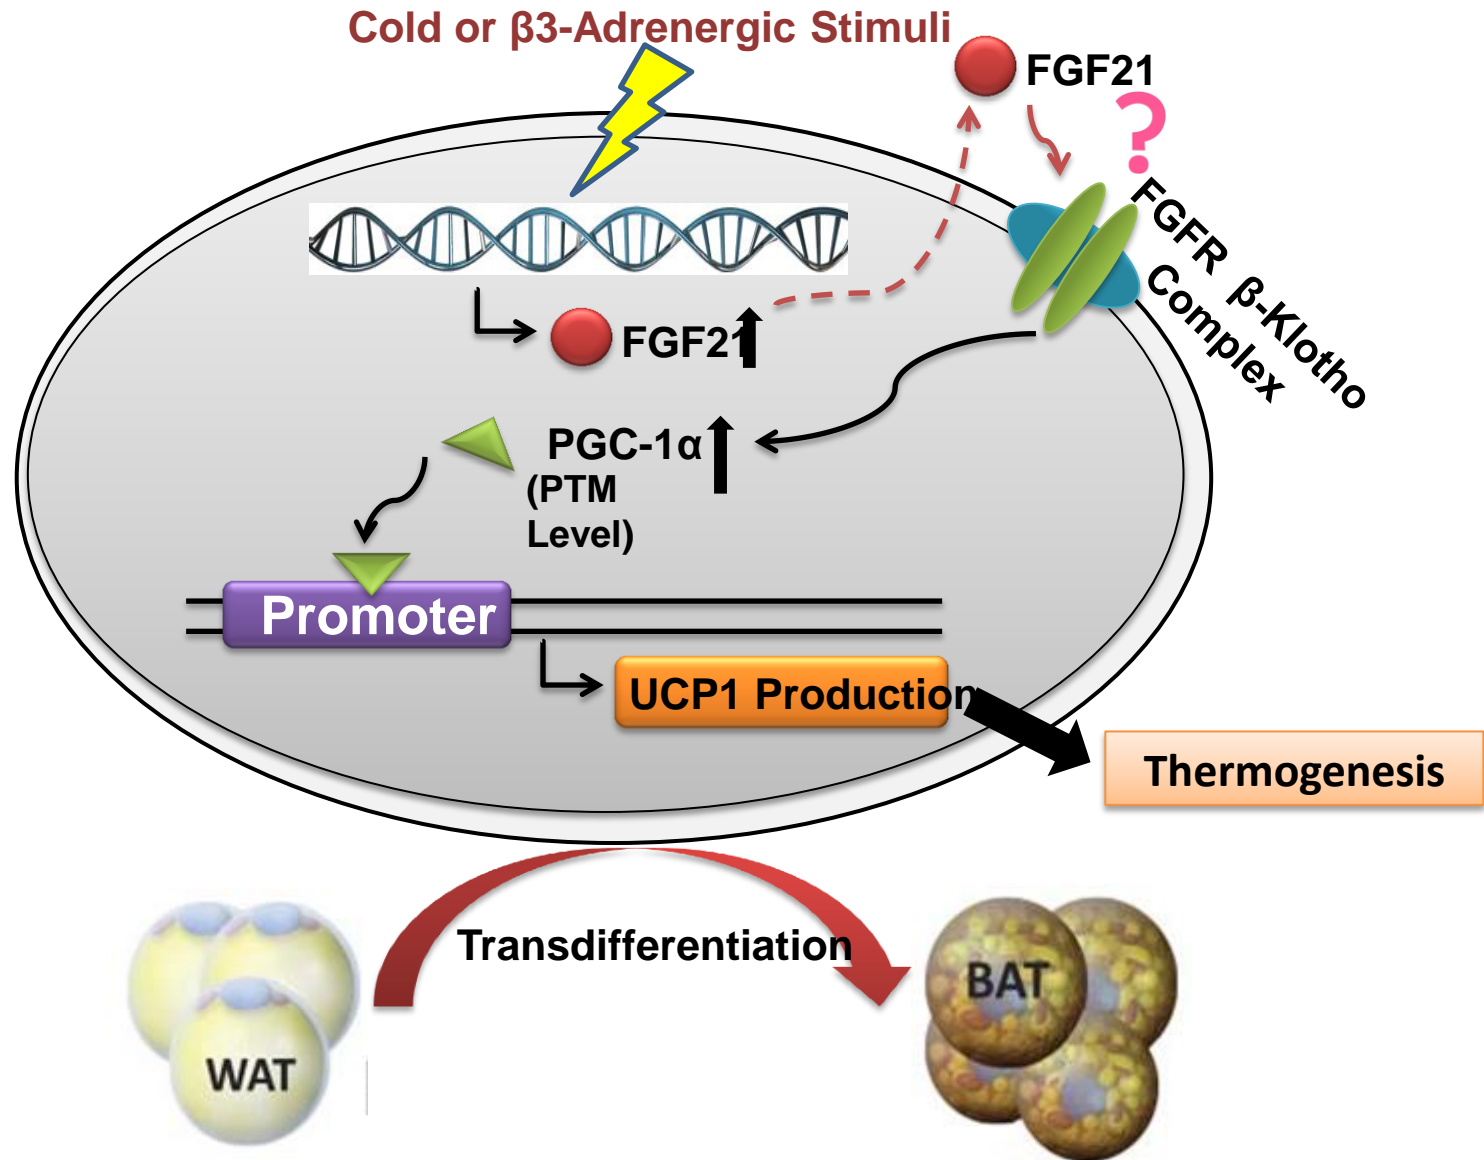 Cold or β3-Adrenergic Stimuli
FGF21
?
FGFR β-Klotho
Complex
FGF21
PGC-1α
(PTM
Level)
Promoter
UCP1 Production
Thermogenesis
Transdifferentiation
WAT
BAT